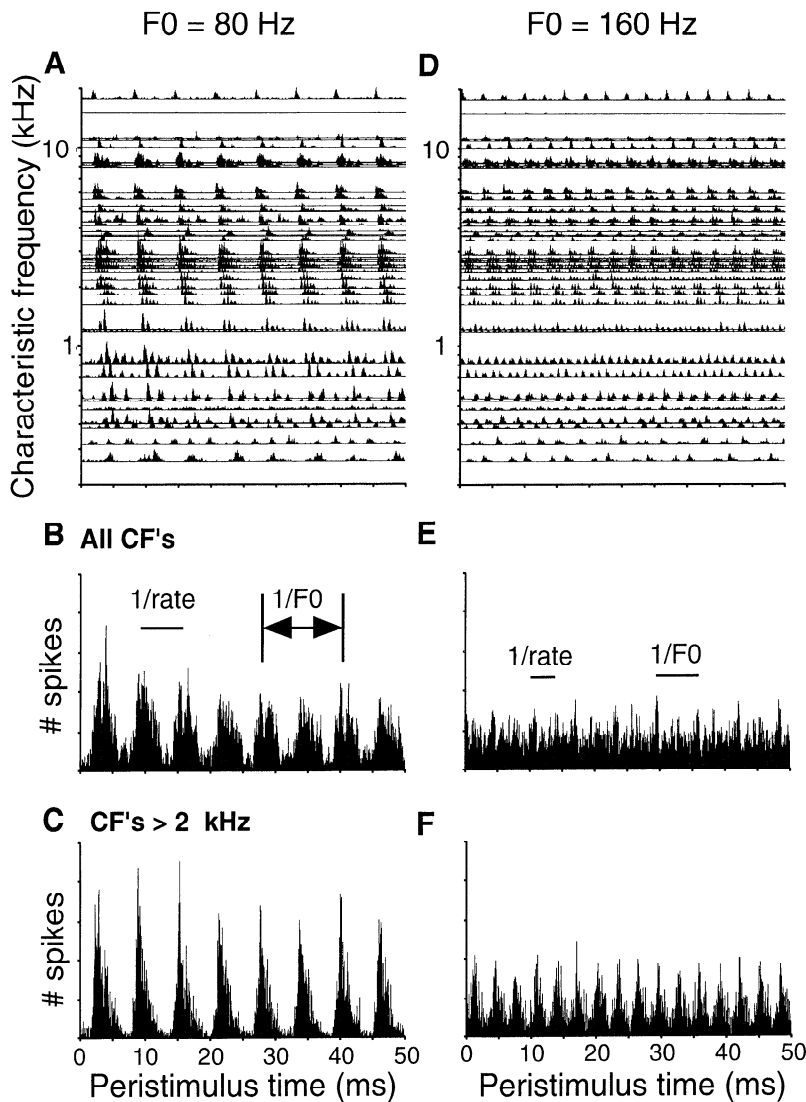 F0 = 80 Hz
F0 = 160 Hz
A
D
Characteristic frequency (kHz)
10
1
10
1
B All CF's
E
# spikes
1/rate
1/F0
1/rate
1/F0
C CF's > 2 kHz
F
# spikes
0 10 20 30 40 50
0 10 20 30 40 50
Peristimulus time (ms)
Peristimulus time (ms)